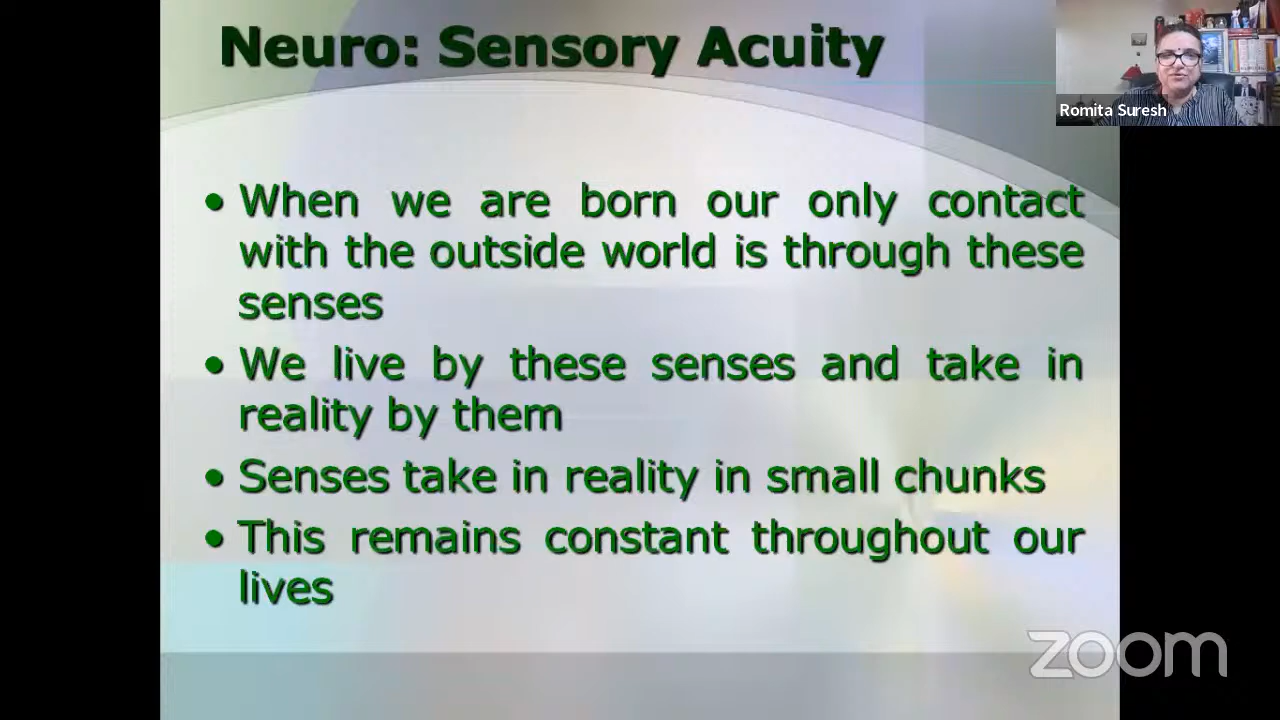 Neuro: Sensory Acuity
Romita Suresh
• When we are born our only contact
with the outside world is through these
senses
• We live by these senses and take in
reality by them
• Senses take in reality in small chunks
• This remains constant throughout our
lives
zoom